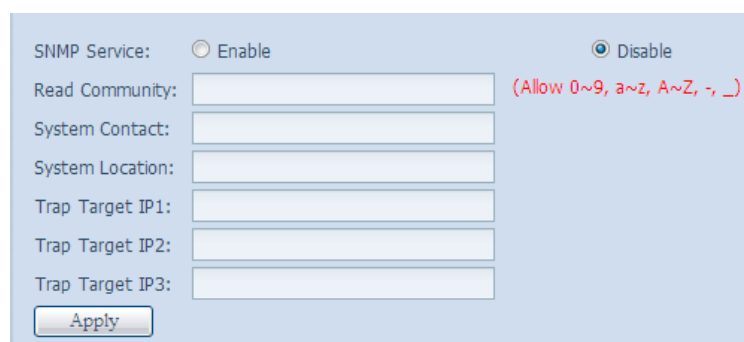 SNMP Service: Enable Disable
Read Community: (Allow 0~9, a~z, A~Z, -, _)
System Contact:
System Location:
Trap Target IP1:
Trap Target IP2:
Trap Target IP3:
Apply